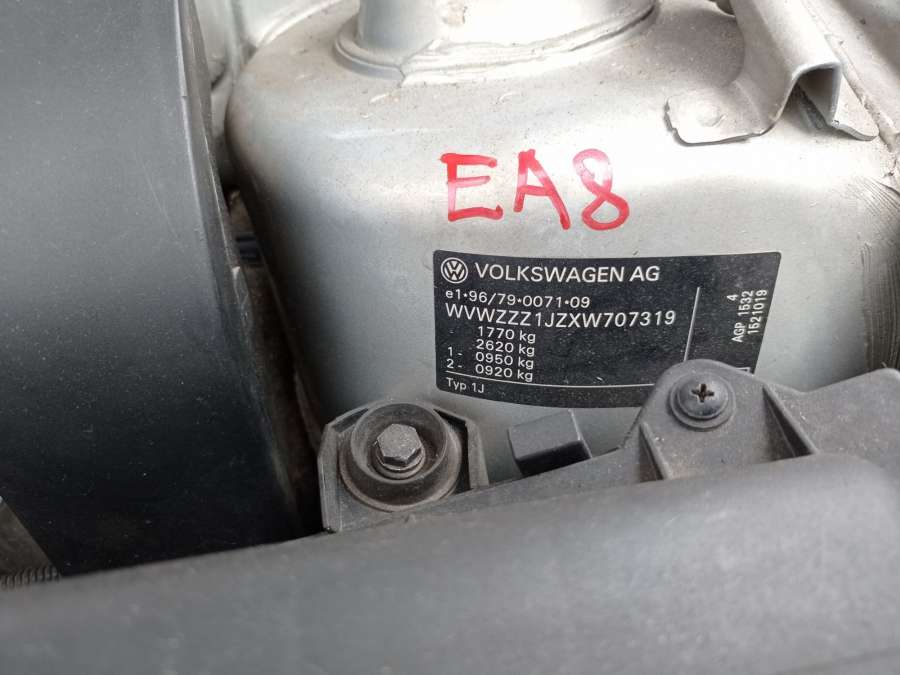 EA8
VOLKSWAGEN AG
e1*96/79*0071*09
WVWZZZ1JZXW707319
1770 kg
2620 kg
1- 0950 kg
2- 0920 kg
Typ 1J
4
AGP 1532
1521019